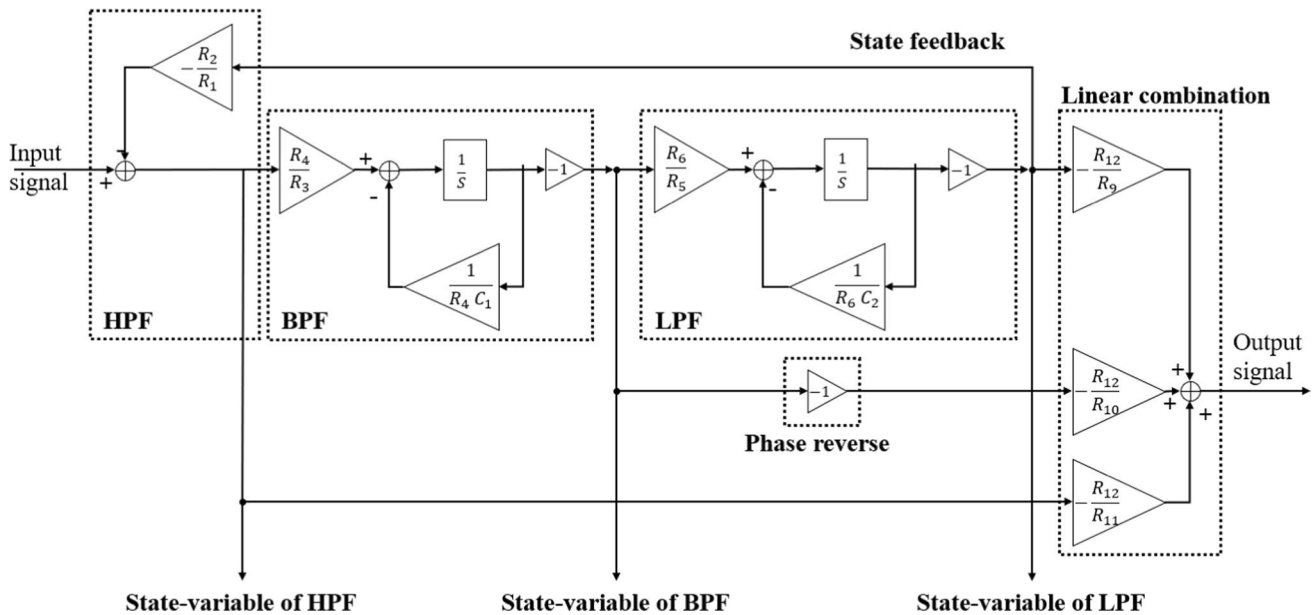 State feedback
-R₂/R₁
Linear combination
Input
signal
-
+
R₄/R₃
+
-
1/S
-1
R₆/R₅
+
-
1/S
-1
-R₁₂/R₉
1/(R₄ C₁)
1/(R₆ C₂)
HPF
BPF
LPF
Output
signal
-1
-R₁₂/R₁₀
+
+
+
Phase reverse
-R₁₂/R₁₁
State-variable of HPF
State-variable of BPF
State-variable of LPF